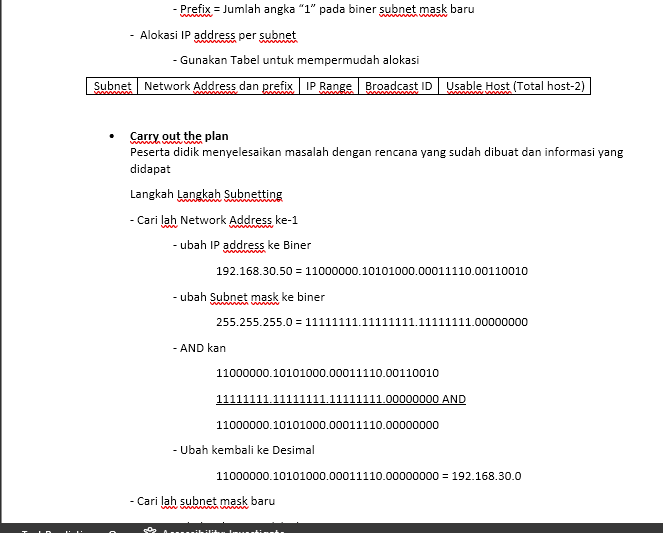 - Prefix = Jumlah angka “1” pada biner subnet mask baru
- Alokasi IP address per subnet
- Gunakan Tabel untuk mempermudah alokasi
Subnet Network Address dan prefix IP Range Broadcast ID Usable Host (Total host-2)
• Carry out the plan
Peserta didik menyelesaikan masalah dengan rencana yang sudah dibuat dan informasi yang
didapat
Langkah Langkah Subnetting
- Cari lah Network Address ke-1
- ubah IP address ke Biner
192.168.30.50 = 11000000.10101000.00011110.00110010
- ubah Subnet mask ke biner
255.255.255.0 = 11111111.11111111.11111111.00000000
- AND kan
11000000.10101000.00011110.00110010
11111111.11111111.11111111.00000000 AND
11000000.10101000.00011110.00000000
- Ubah kembali ke Desimal
11000000.10101000.00011110.00000000 = 192.168.30.0
- Cari lah subnet mask baru
Accessibility: Investigate